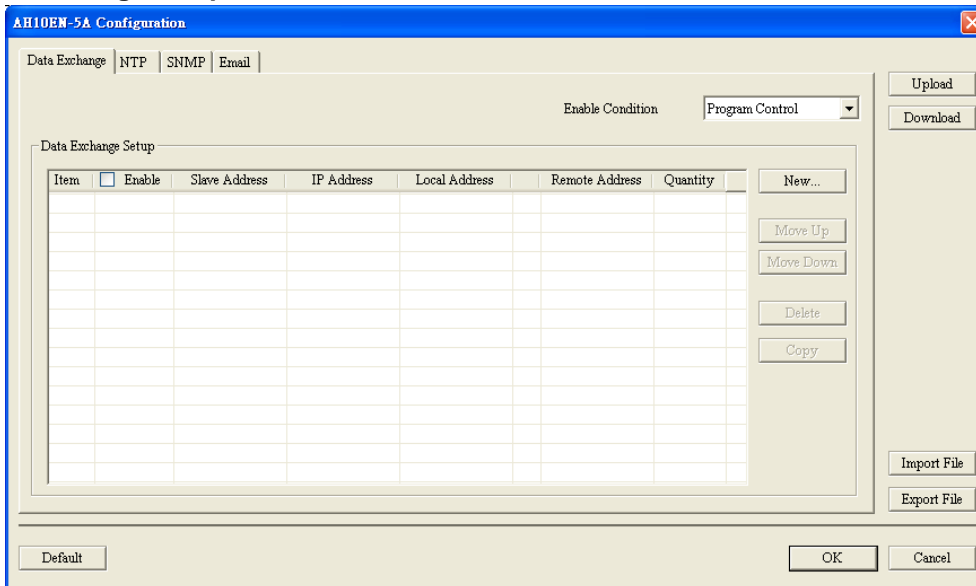 AH10EN-5A Configuration
Data Exchange NTP SNMP Email
Upload
Enable Condition Program Control
Download
Data Exchange Setup
Item Enable Slave Address IP Address Local Address Remote Address Quantity
New...
Move Up
Move Down
Delete
Copy
Import File
Export File
Default OK Cancel